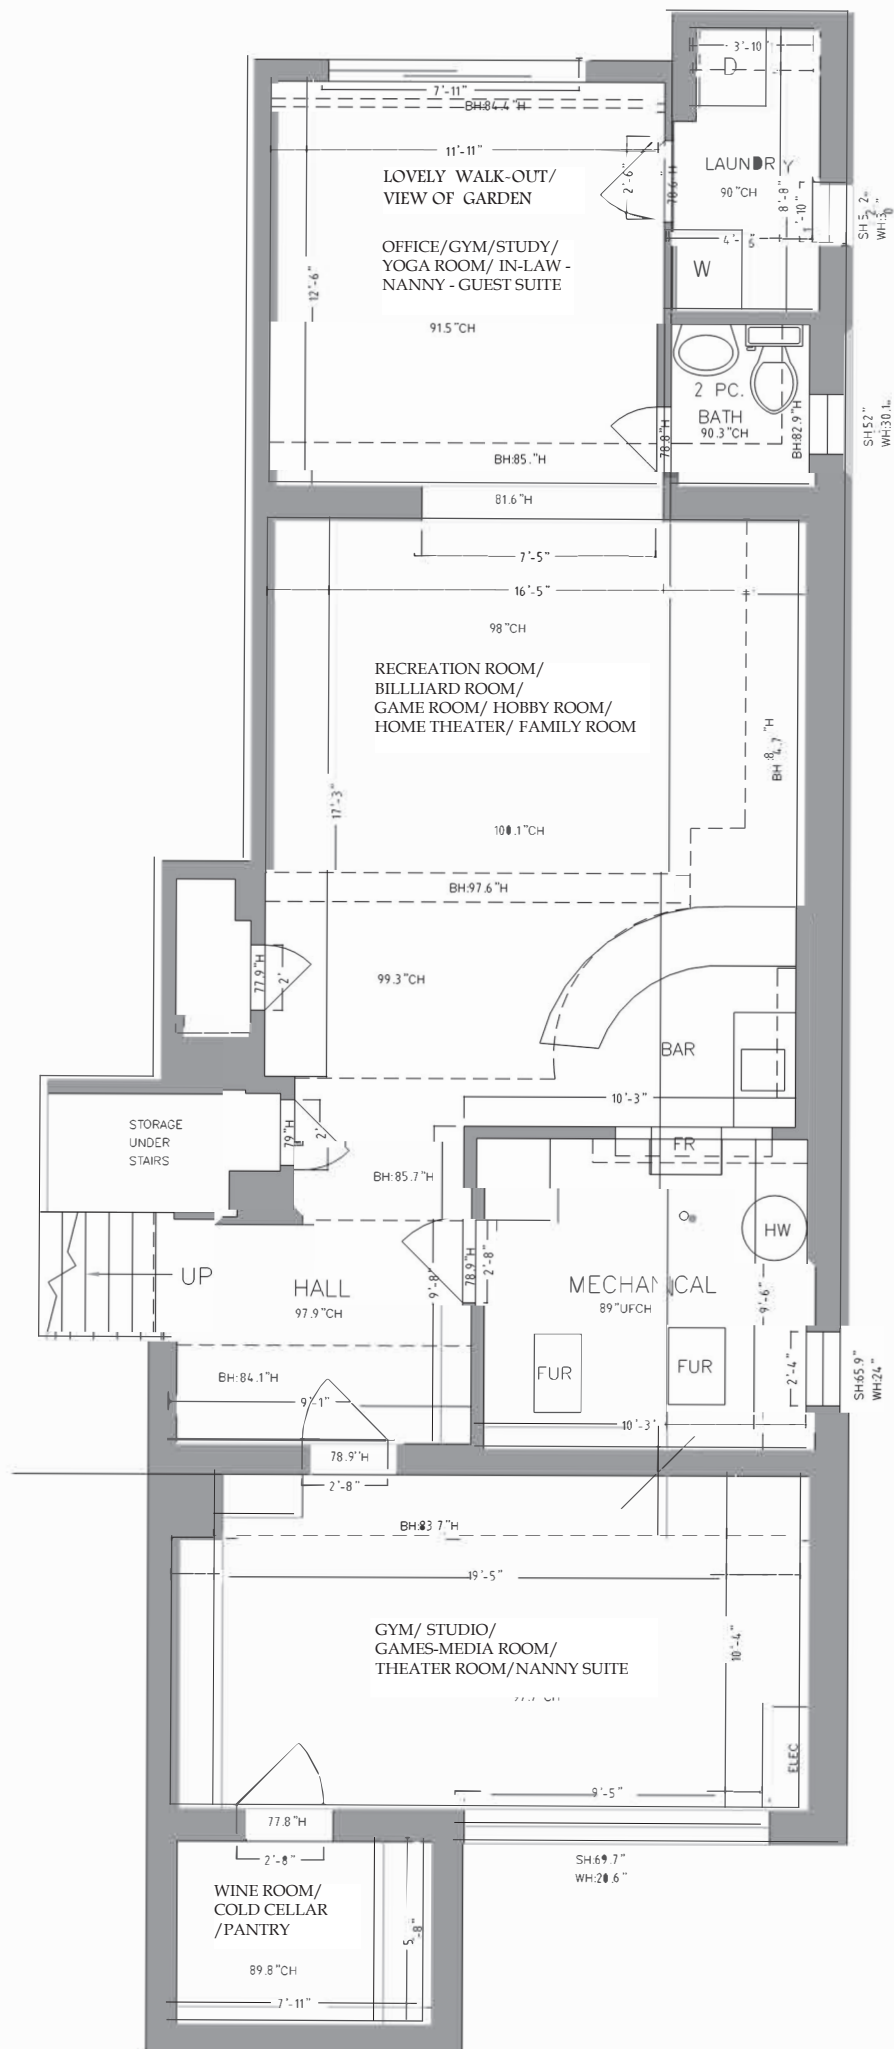 3'-10"
D
7'-11"
BH:84.4"H
11'-11"
LOVELY WALK-OUT/
VIEW OF GARDEN
2'-6"
78.6"H
LAUNDRY
90"CH
8'-8"
OFFICE/GYM/STUDY/
YOGA ROOM/ IN-LAW -
NANNY - GUEST SUITE
W
12'-6"
91.5"CH
2 PC.
BATH
90.3"CH
BH:82.9"H
SH:52"
WH:30.1"
78.8"H
BH:85."H
81.6"H
7'-5"
16'-5"
98"CH
RECREATION ROOM/
BILLLIARD ROOM/
GAME ROOM/ HOBBY ROOM/
HOME THEATER/ FAMILY ROOM
17'-3"
100.1"CH
BH:97.6"H
77.9"H
2'
99.3"CH
BAR
10'-3"
STORAGE
UNDER
STAIRS
79"H
2'
FR
BH:85.7"H
HW
UP
HALL
97.9"CH
9'-8"
78.9"H
2'-8"
MECHANICAL
89"UFCH
9'-6"
FUR
FUR
2'-4"
SH:65.9"
WH:24"
BH:84.1"H
9'-1"
10'-3"
78.9"H
2'-8"
BH:83.7"H
19'-5"
10'-4"
GYM/ STUDIO/
GAMES-MEDIA ROOM/
THEATER ROOM/NANNY SUITE
ELEC
9'-5"
77.8"H
2'-8"
SH:69.7"
WH:20.6"
WINE ROOM/
COLD CELLAR
/PANTRY
5'-8"
89.8"CH
7'-11"